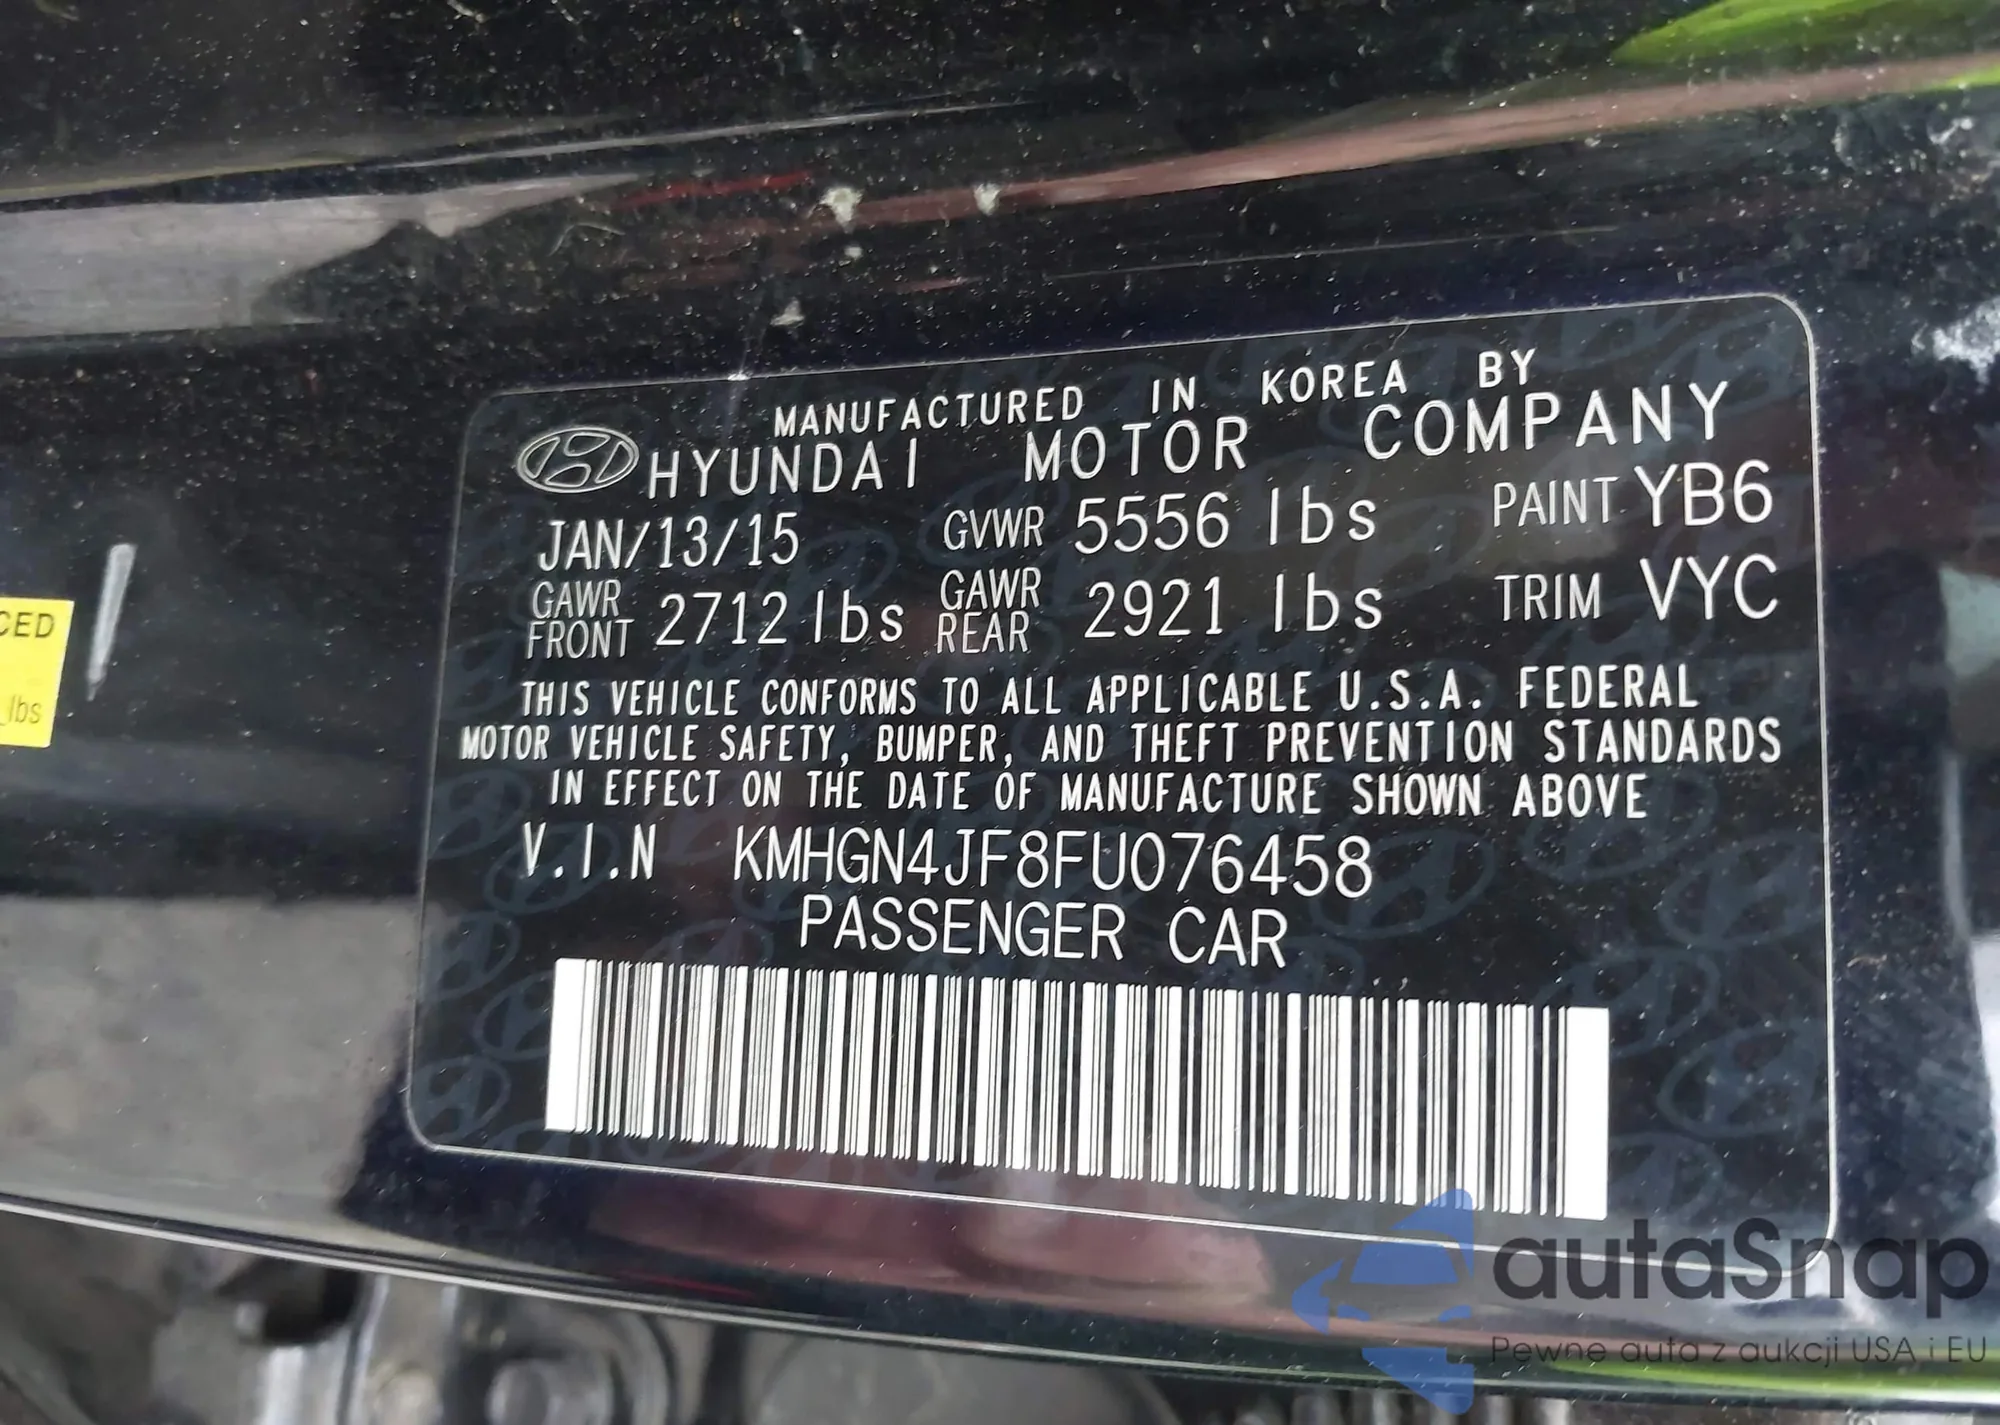 MANUFACTURED IN KOREA BY
HYUNDAI MOTOR COMPANY
JAN/13/15 GVWR 5556 lbs PAINT YB6
GAWR FRONT 2712 lbs GAWR REAR 2921 lbs TRIM VYC
THIS VEHICLE CONFORMS TO ALL APPLICABLE U.S.A. FEDERAL
MOTOR VEHICLE SAFETY, BUMPER, AND THEFT PREVENTION STANDARDS
IN EFFECT ON THE DATE OF MANUFACTURE SHOWN ABOVE
V.I.N KMHGN4JF8FU076458
PASSENGER CAR
CED
lbs
autaSnap
Pewne auta z aukcji USA i EU